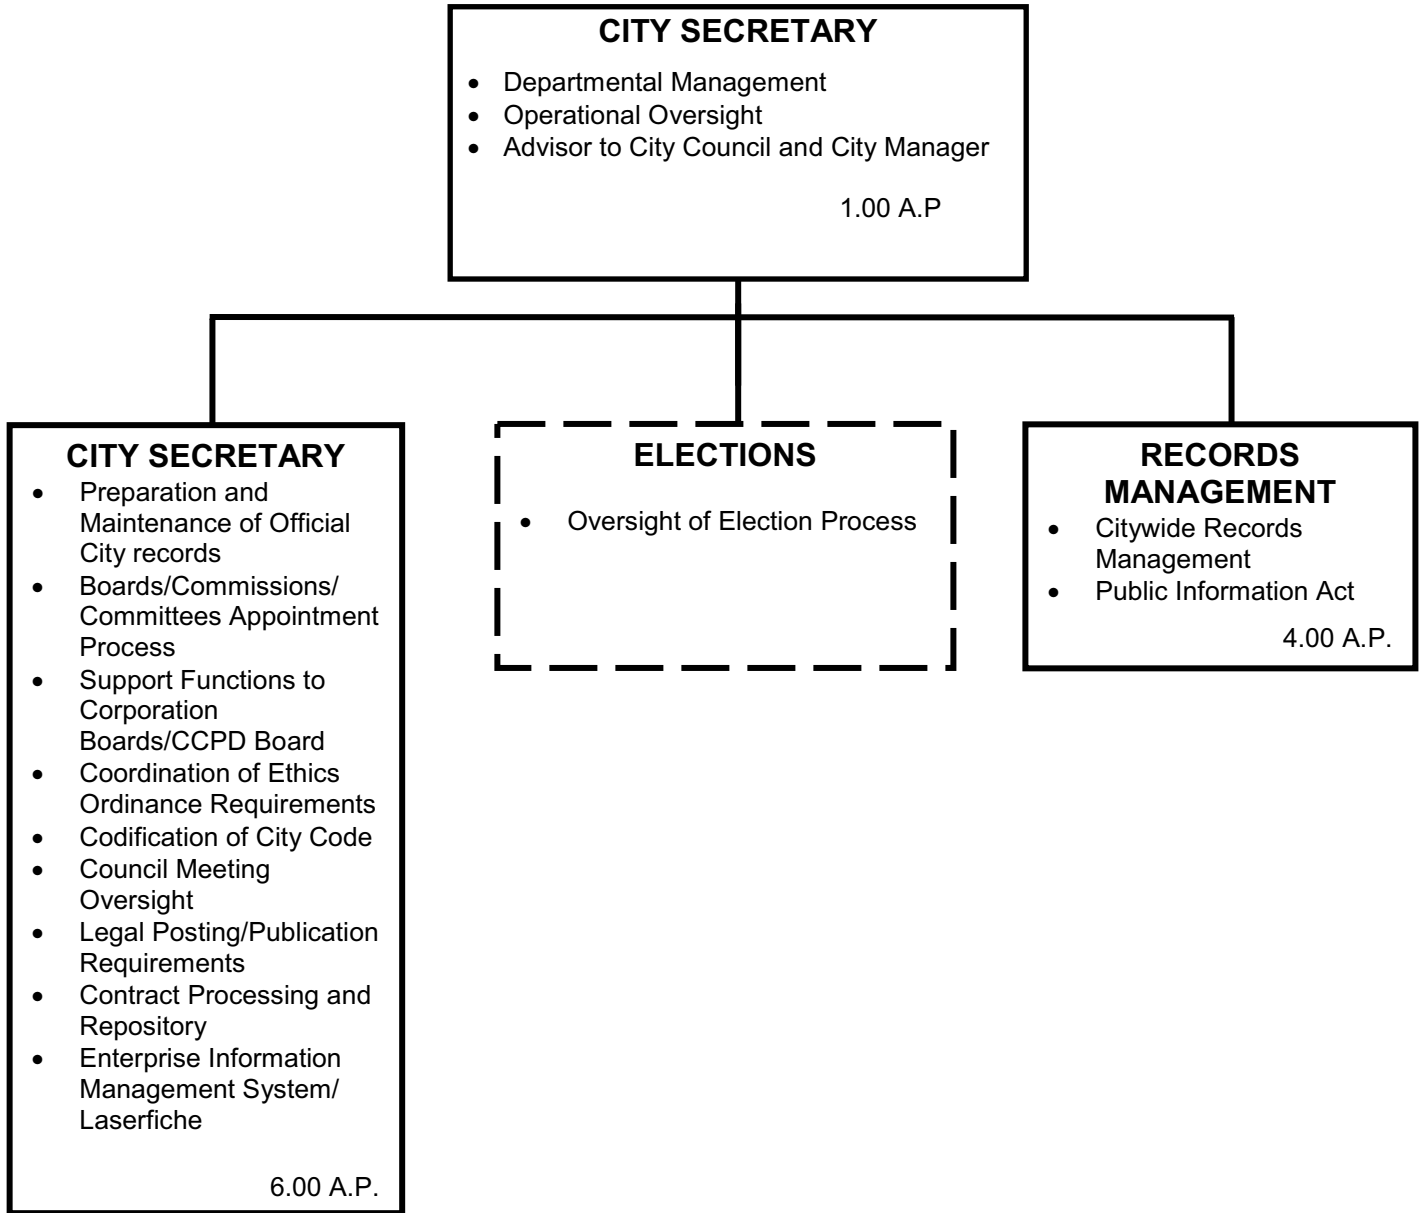 CITY SECRETARY
• Departmental Management
• Operational Oversight
• Advisor to City Council and City Manager
1.00 A.P
CITY SECRETARY
• Preparation and
Maintenance of Official
City records
• Boards/Commissions/
Committees Appointment
Process
• Support Functions to
Corporation
Boards/CCPD Board
• Coordination of Ethics
Ordinance Requirements
• Codification of City Code
• Council Meeting
Oversight
• Legal Posting/Publication
Requirements
• Contract Processing and
Repository
• Enterprise Information
Management System/
Laserfiche
6.00 A.P.
ELECTIONS
• Oversight of Election Process
RECORDS
MANAGEMENT
• Citywide Records
Management
• Public Information Act
4.00 A.P.